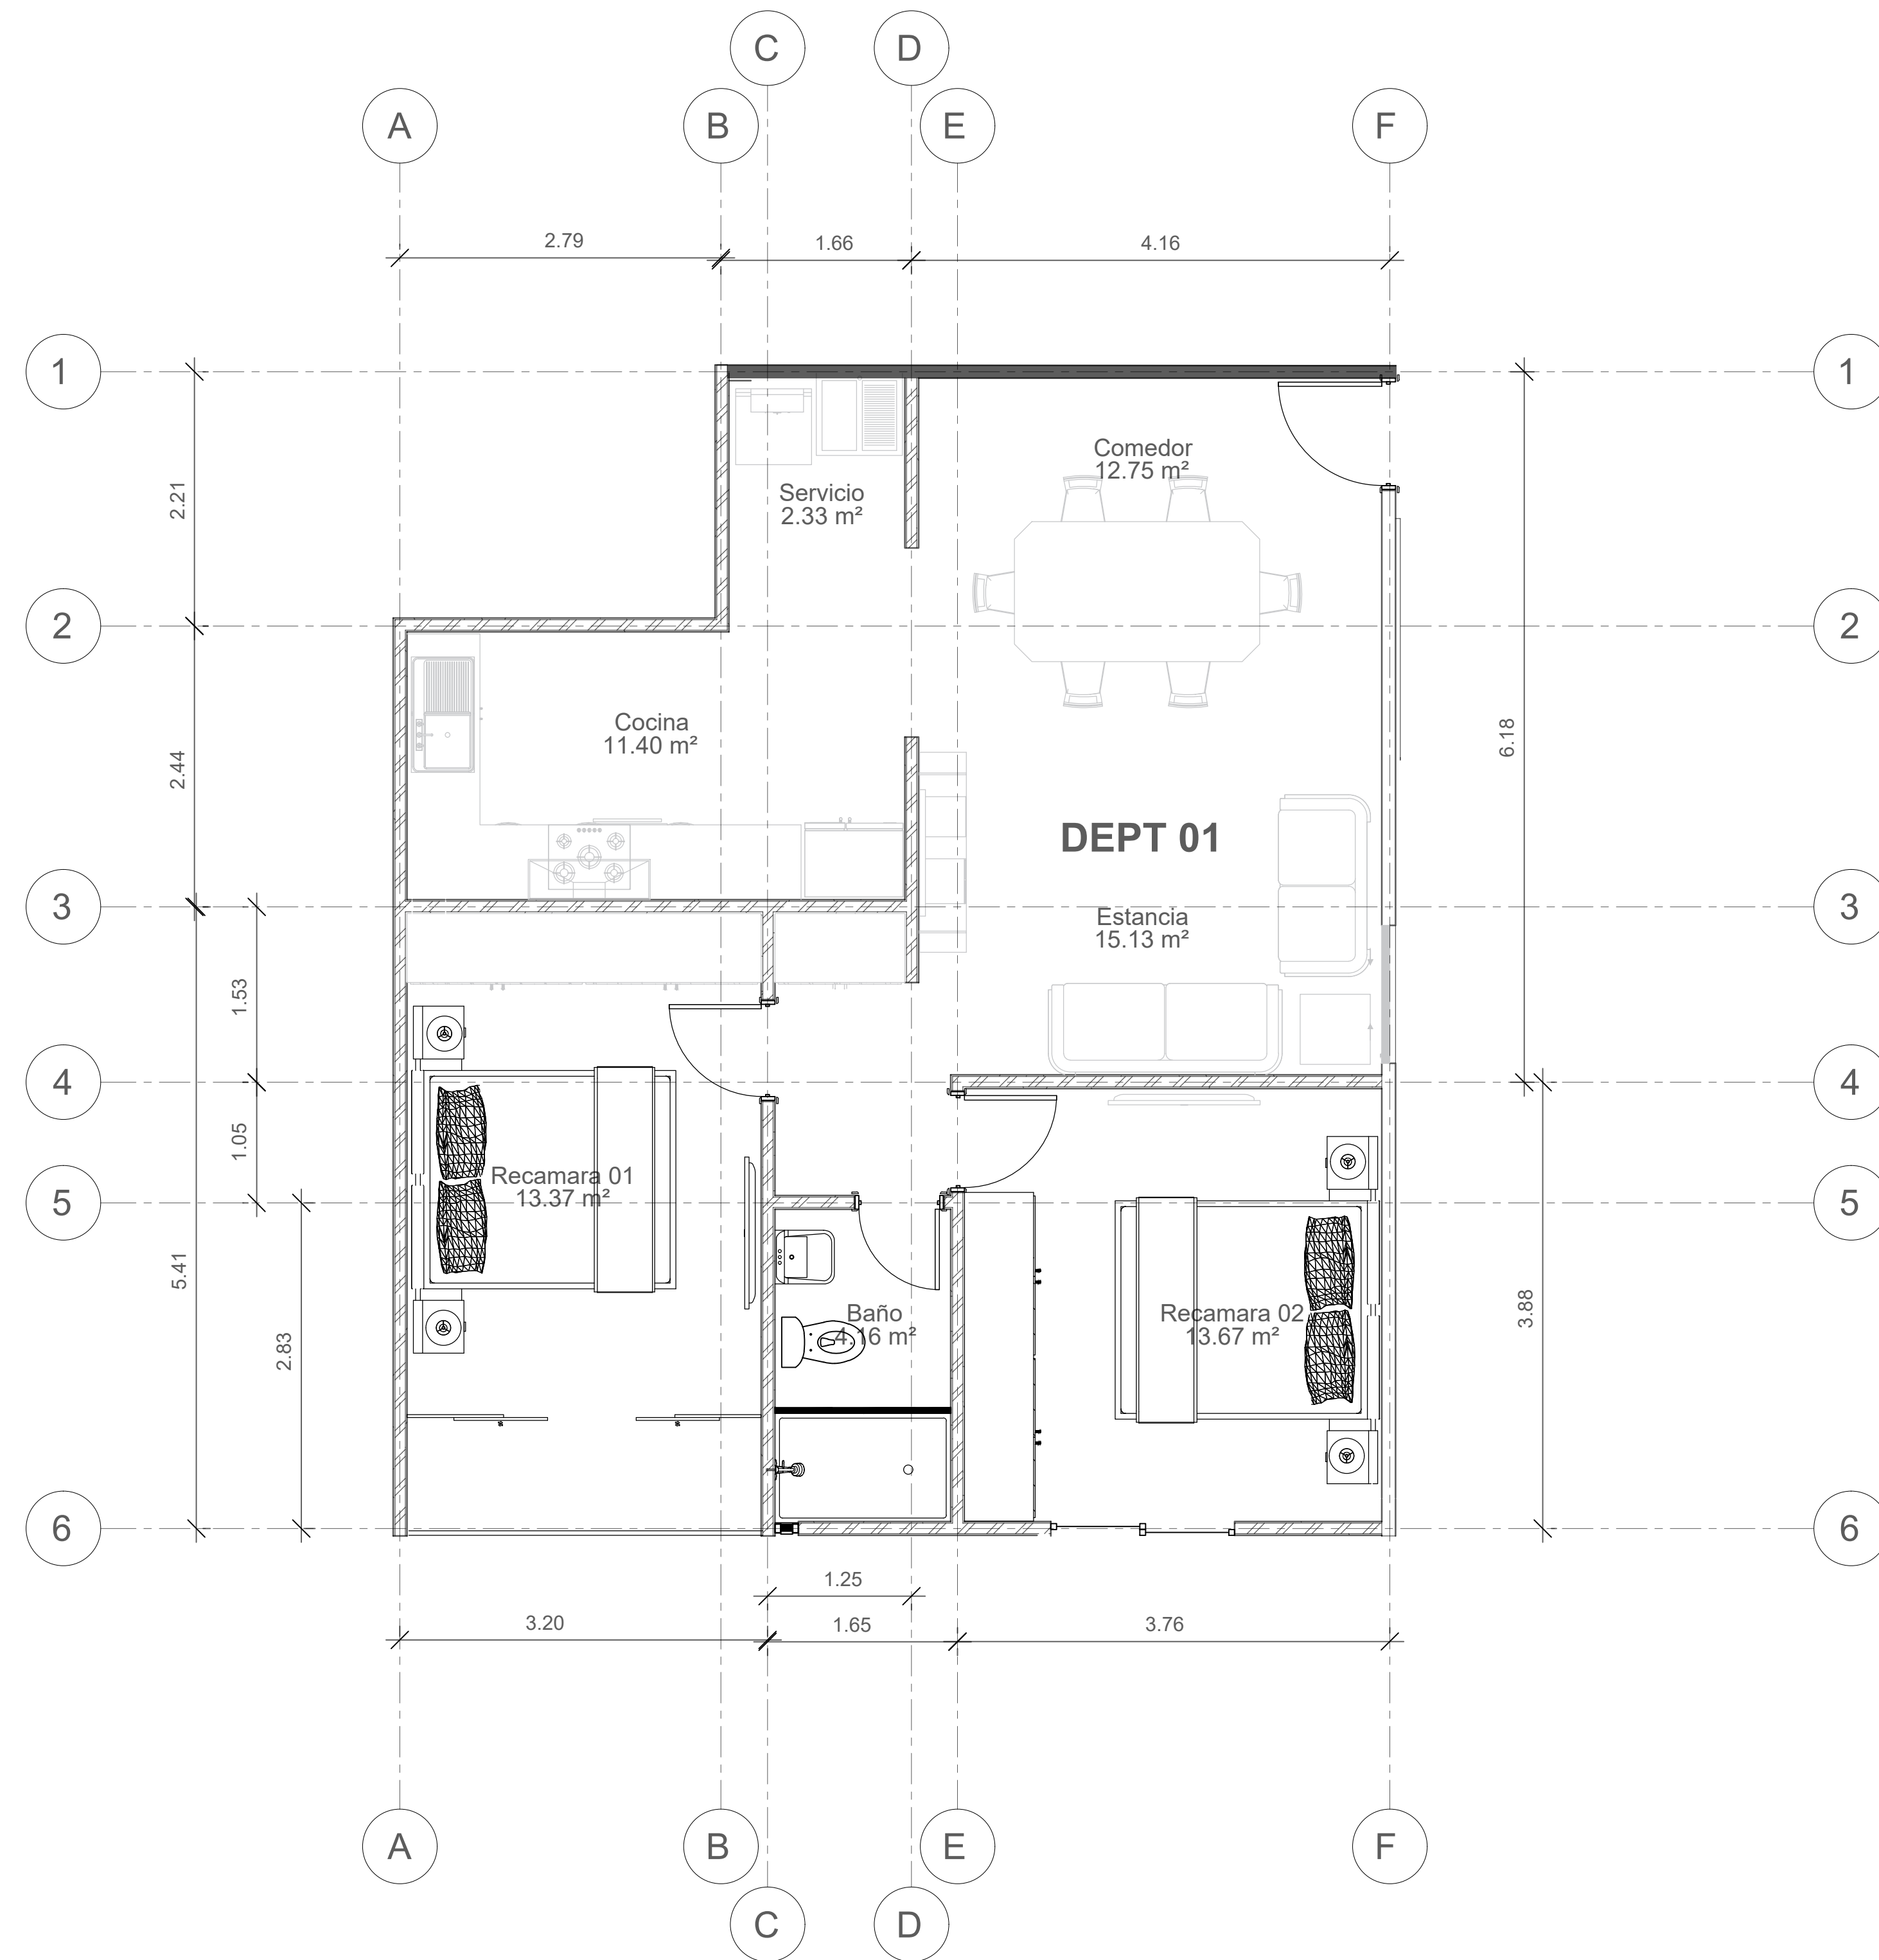 C
D
A
B
E
F
2.79
1.66
4.16
1
1
Comedor
12.75 m²
Servicio
2.33 m²
2.21
2
2
Cocina
11.40 m²
2.44
6.18
DEPT 01
3
3
Estancia
15.13 m²
1.53
4
4
1.05
Recamara 01
13.37 m²
5
5
5.41
2.83
Baño
4.16 m²
Recamara 02
13.67 m²
3.88
6
6
1.25
3.20
1.65
3.76
A
B
E
F
C
D